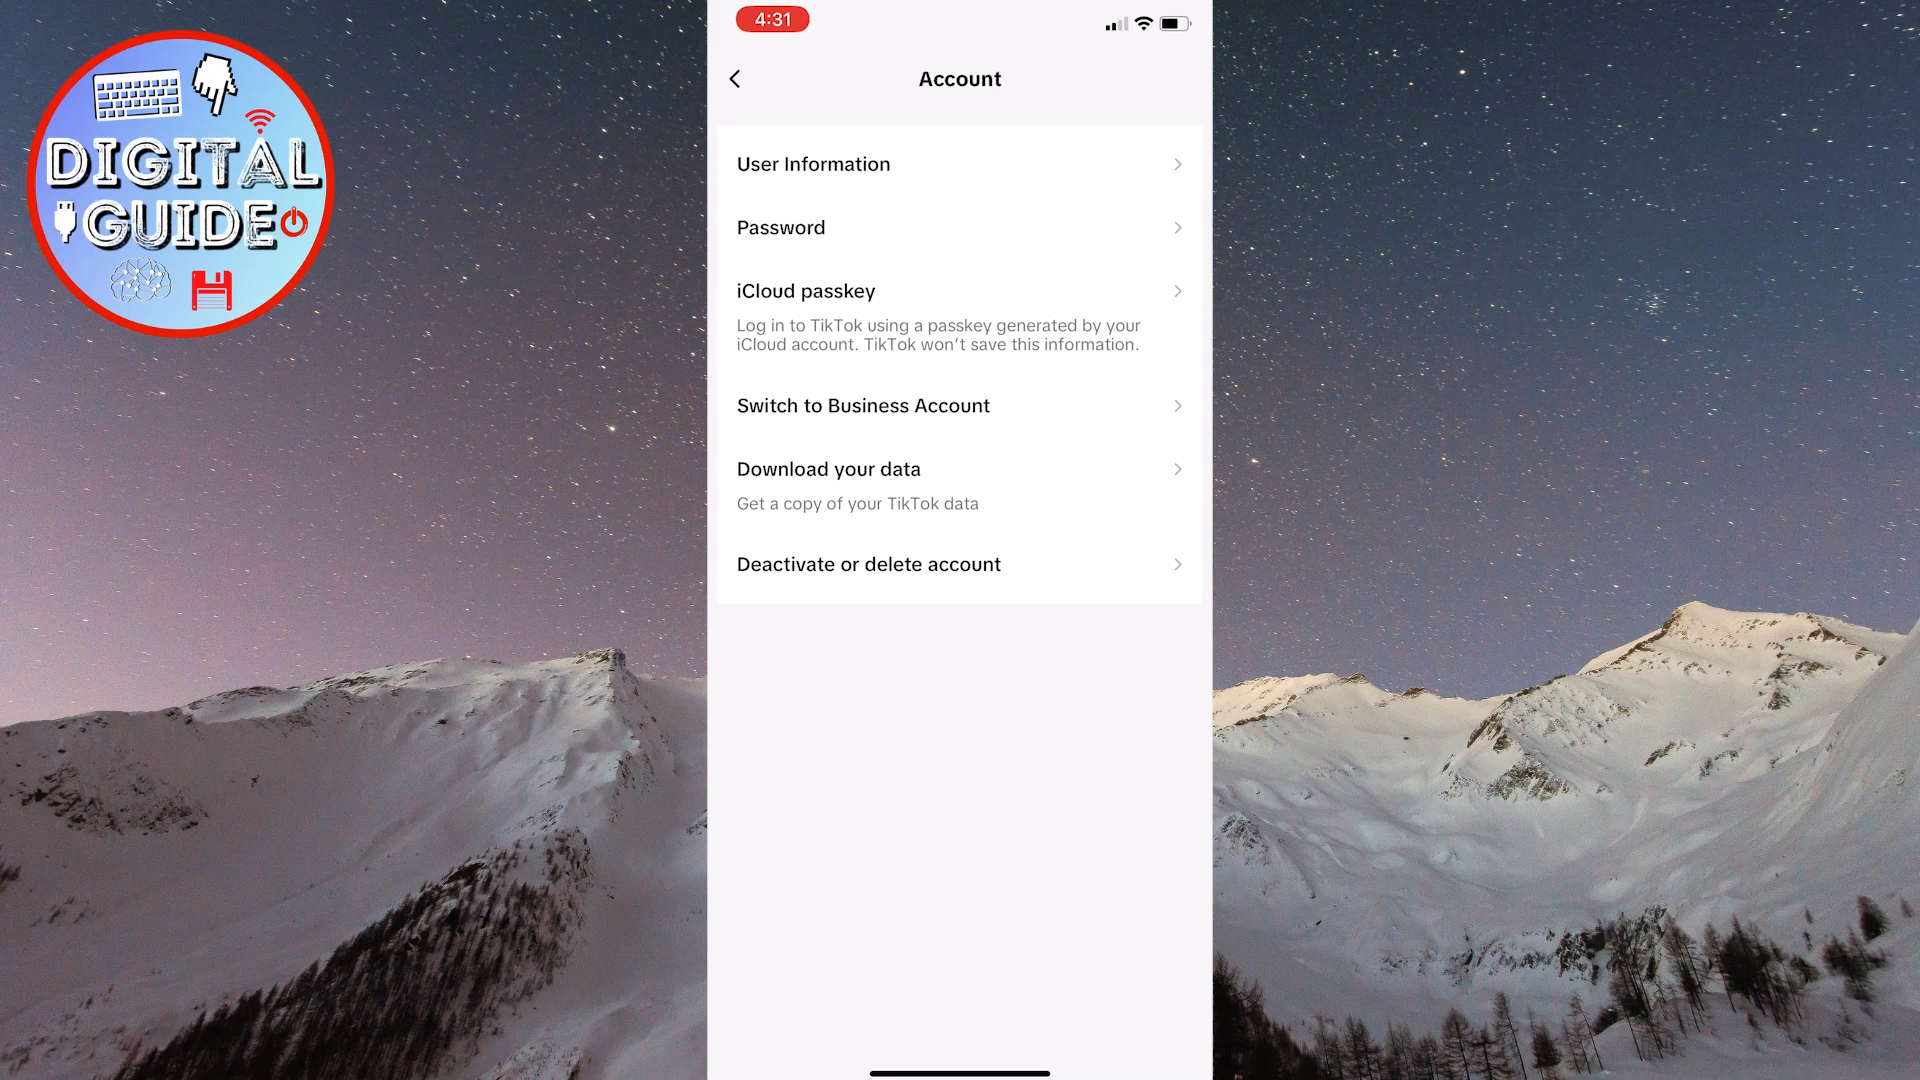 DIGITAL
GUIDE
4:31
Account
User Information
Password
iCloud passkey
Log in to TikTok using a passkey generated by your
iCloud account. TikTok won’t save this information.
Switch to Business Account
Download your data
Get a copy of your TikTok data
Deactivate or delete account